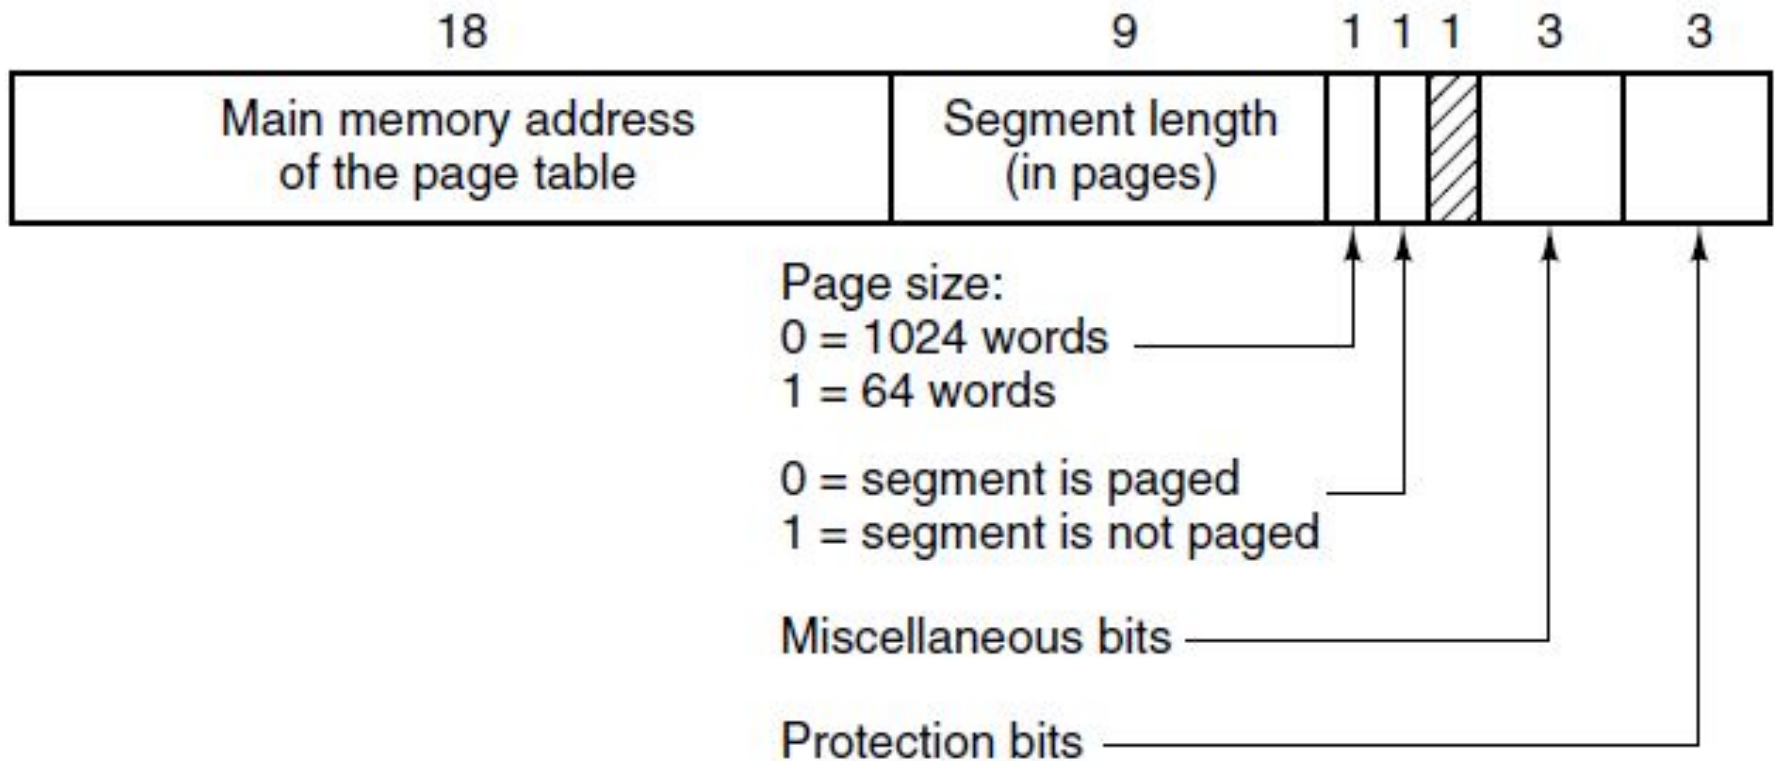 18 9 1 1 1 3 3
Main memory address
of the page table
Segment length
(in pages)
Page size:
0 = 1024 words
1 = 64 words
0 = segment is paged
1 = segment is not paged
Miscellaneous bits
Protection bits